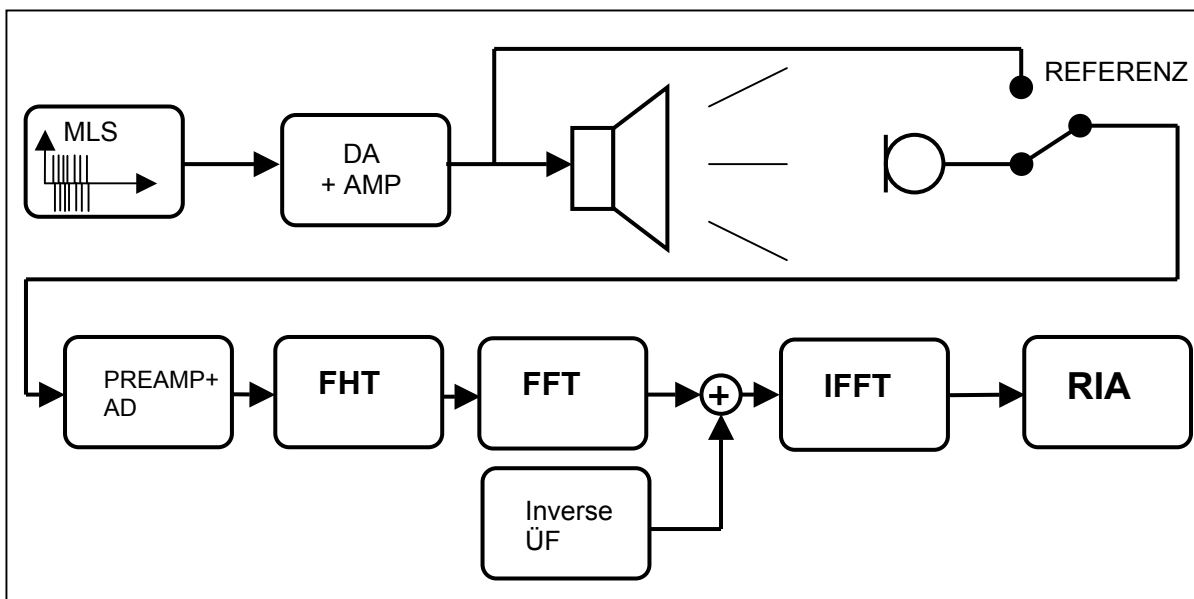 REFERENZ
MLS
DA
+ AMP
PREAMP+
AD
FHT
FFT
+
IFFT
RIA
Inverse
ÜF